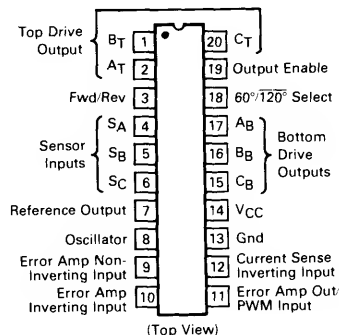 Top Drive
Output
BT 1
AT 2
Fwd/Rev 3
Sensor
Inputs
SA 4
SB 5
SC 6
Reference Output 7
Oscillator 8
Error Amp Non-
Inverting Input 9
Error Amp
Inverting Input 10
20 CT
19 Output Enable
18 60°/120° Select
17 AB
16 BB
15 CB
Bottom
Drive
Outputs
14 VCC
13 Gnd
12 Current Sense
Inverting Input
11 Error Amp Out/
PWM Input
(Top View)